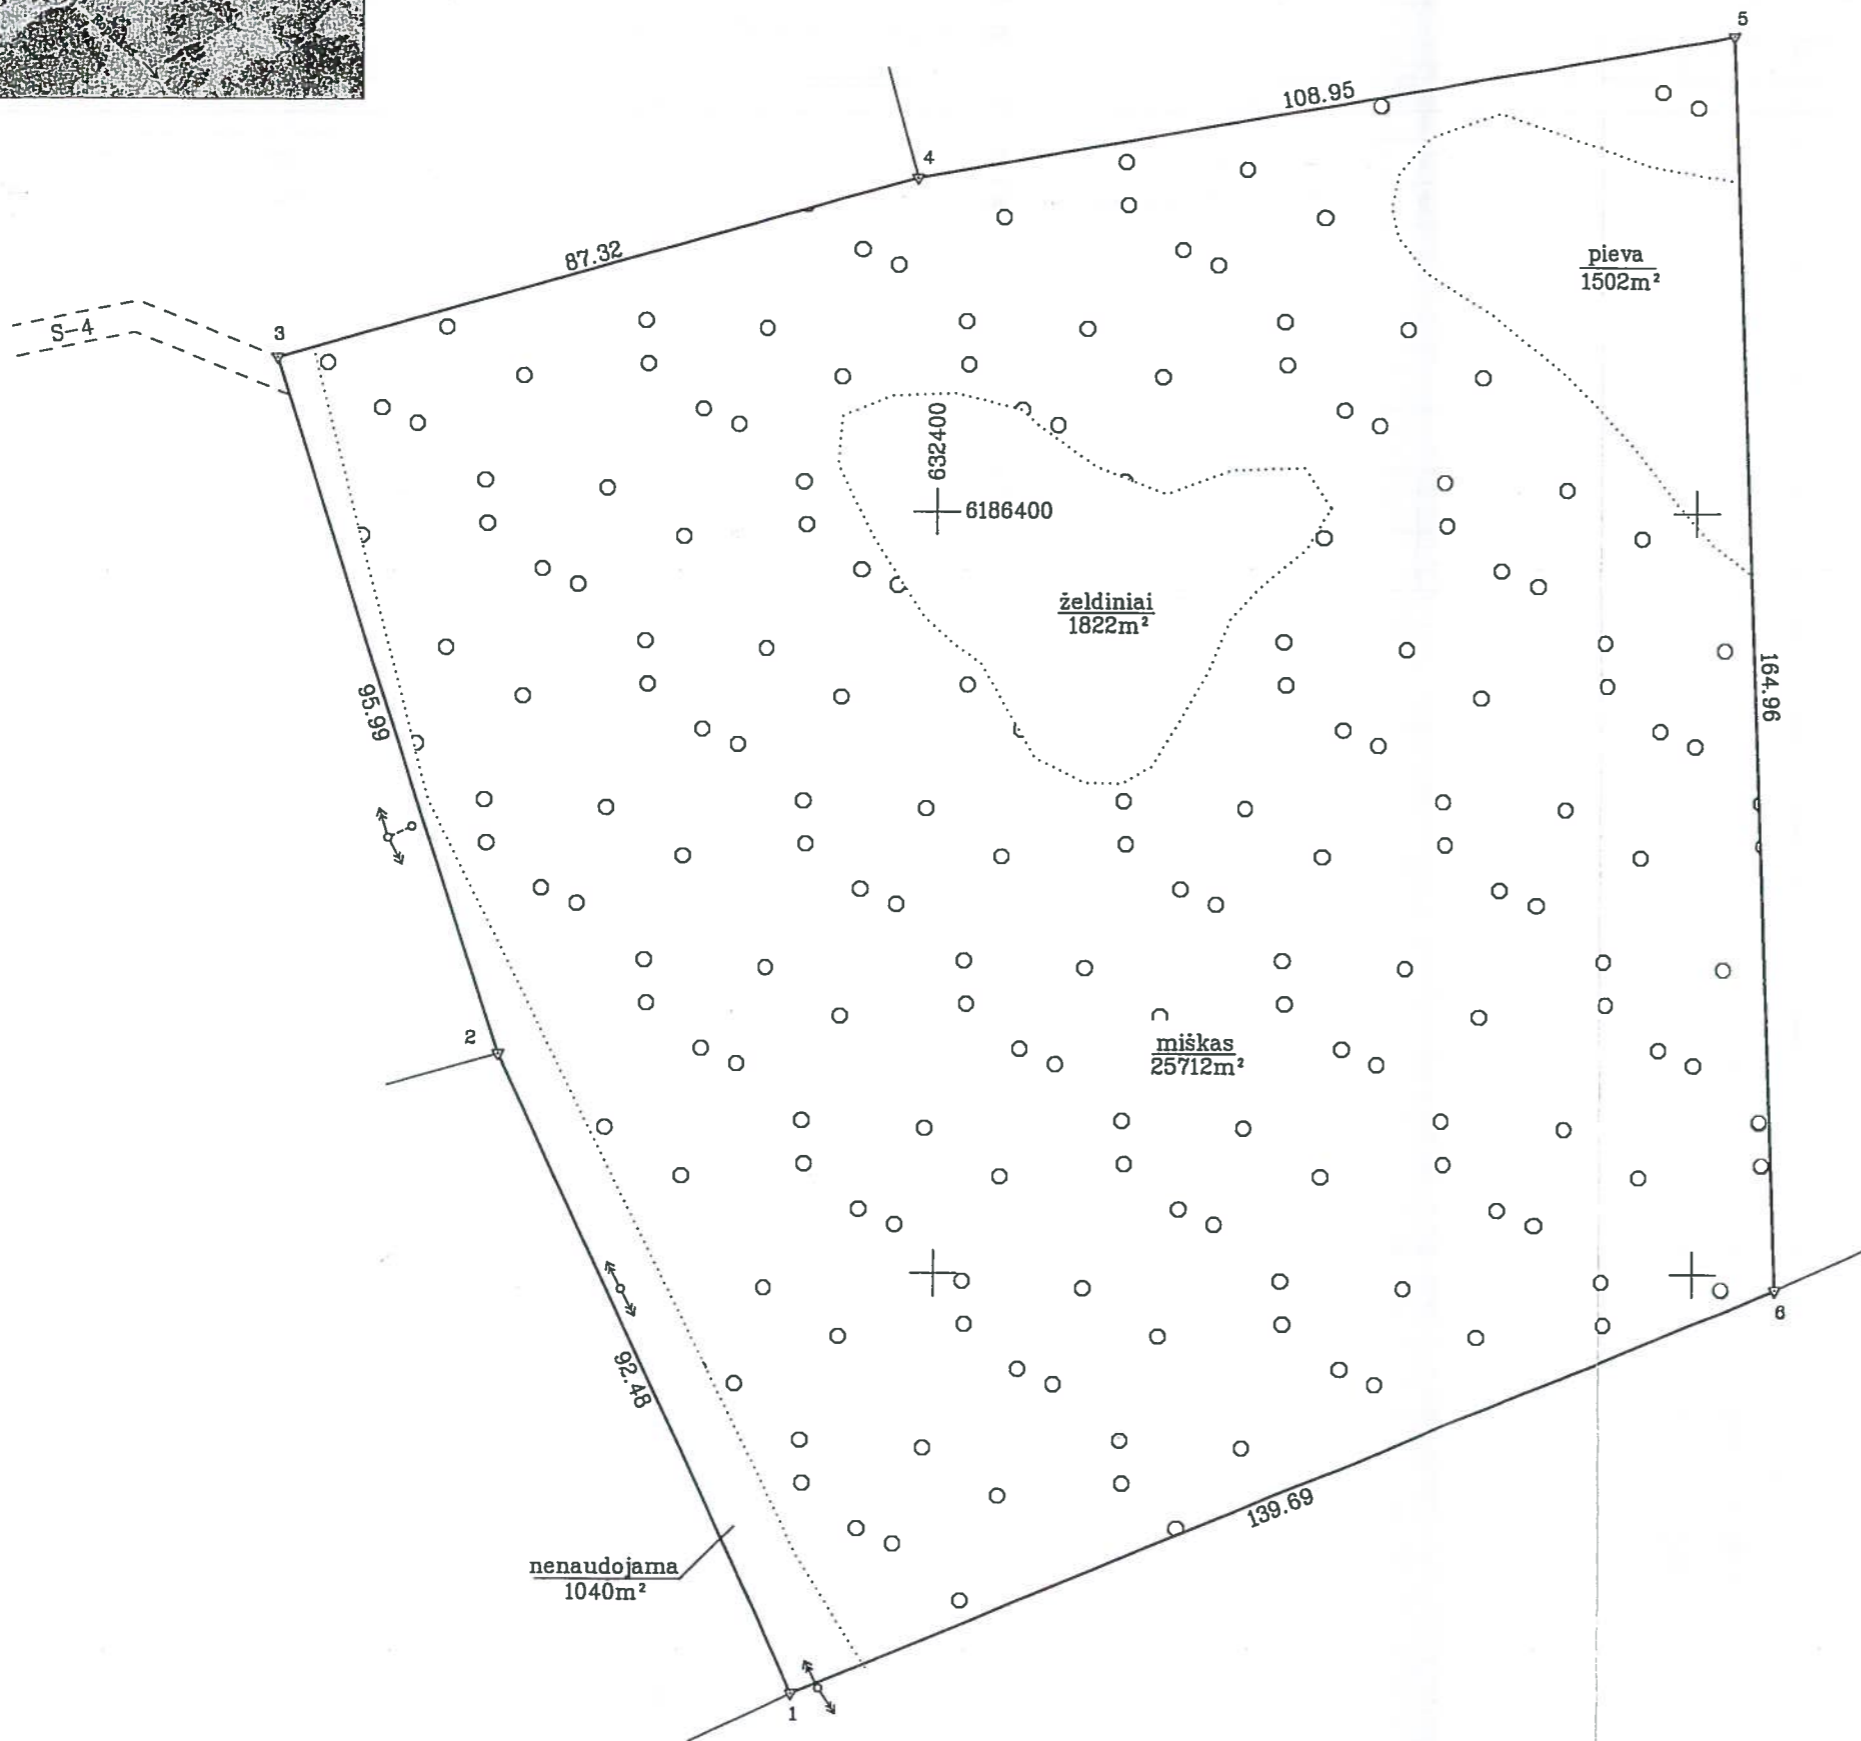 5
108.95
4
87.32
pieva
1502m²
S-4
3
632400
6186400
želdiniai
1822m²
164.96
95.99
2
miškas
25712m²
6
92.48
139.69
nenaudojama
1040m²
1